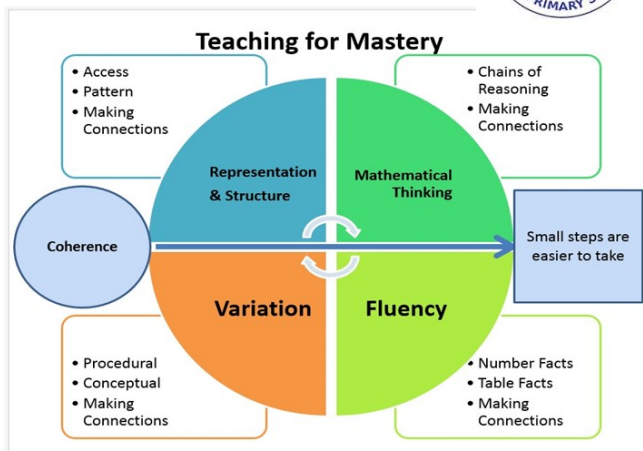 PRIMARY S
Teaching for Mastery
• Access
• Pattern
• Making
Connections
• Chains of
Reasoning
• Making
Connections
Representation
& Structure
Mathematical
Thinking
Coherence
Small steps are
easier to take
Variation
Fluency
• Procedural
• Conceptual
• Making
Connections
• Number Facts
• Table Facts
• Making
Connections